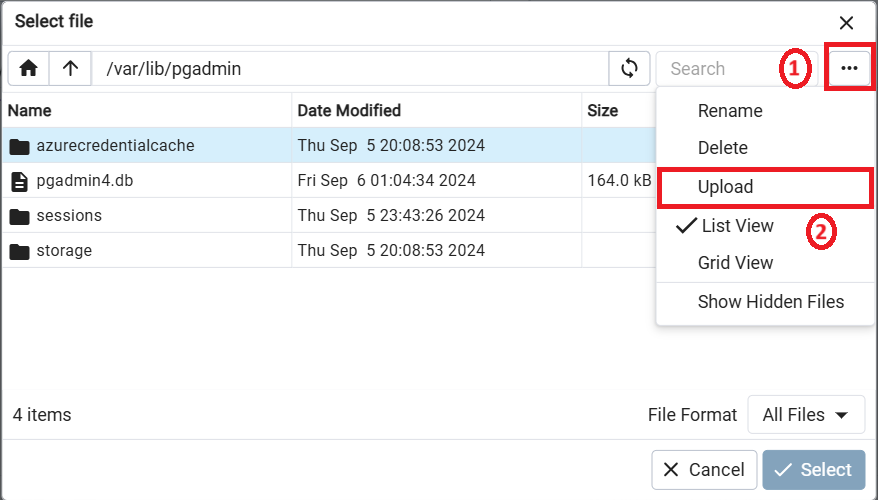 Select file
/var/lib/pgadmin
Search
1
Name Date Modified Size
Rename
azurecredentialcache Thu Sep 5 20:08:53 2024
Delete
pgadmin4.db Fri Sep 6 01:04:34 2024 164.0 kB
Upload
sessions Thu Sep 5 23:43:26 2024
List View
2
storage Thu Sep 5 20:08:53 2024
Grid View
Show Hidden Files
4 items
File Format All Files
Cancel Select